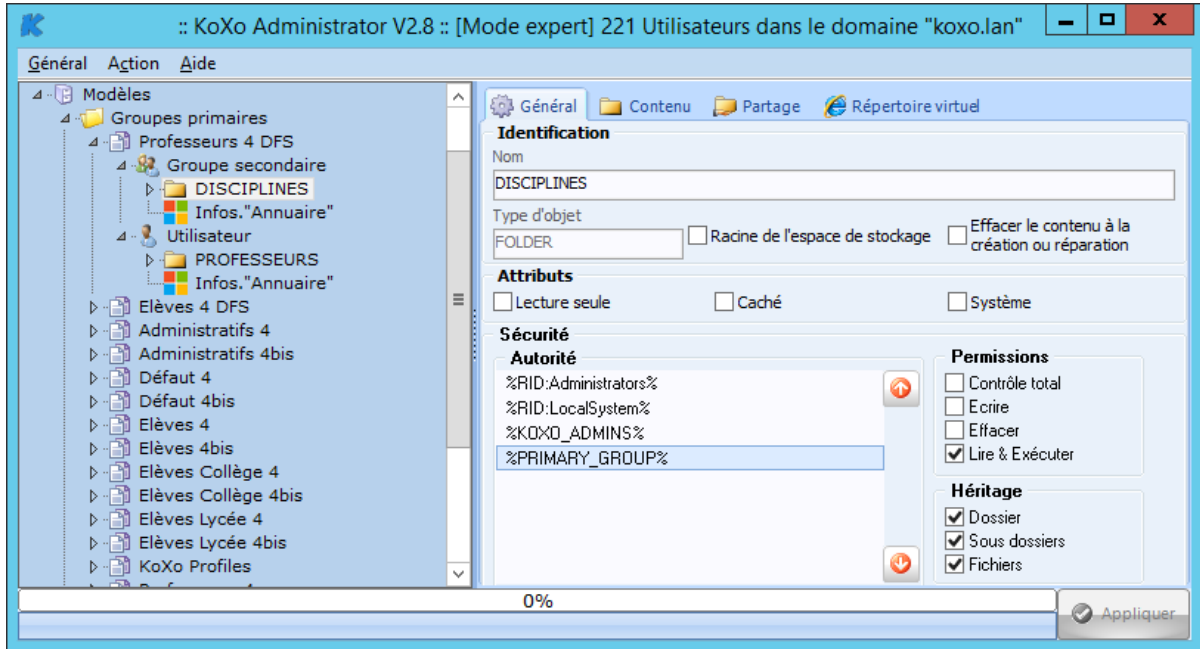 :: KoXo Administrator V2.8 :: [Mode expert] 221 Utilisateurs dans le domaine "koxo.lan"
Général Action Aide
Modèles
Groupes primaires
Professeurs 4 DFS
Groupe secondaire
DISCIPLINES
Infos."Annuaire"
Utilisateur
PROFESSEURS
Infos."Annuaire"
Elèves 4 DFS
Administratifs 4
Administratifs 4bis
Défaut 4
Défaut 4bis
Elèves 4
Elèves 4bis
Elèves Collège 4
Elèves Collège 4bis
Elèves Lycée 4
Elèves Lycée 4bis
KoXo Profiles
Général Contenu Partage Répertoire virtuel
Identification
Nom
DISCIPLINES
Type d'objet
FOLDER
Racine de l'espace de stockage
Effacer le contenu à la
création ou réparation
Attributs
Lecture seule Caché Système
Sécurité
Autorité
%RID:Administrators%
%RID:LocalSystem%
%KOXO_ADMINS%
%PRIMARY_GROUP%
Permissions
Contrôle total
Ecrire
Effacer
Lire & Exécuter
Héritage
Dossier
Sous dossiers
Fichiers
0%
Appliquer